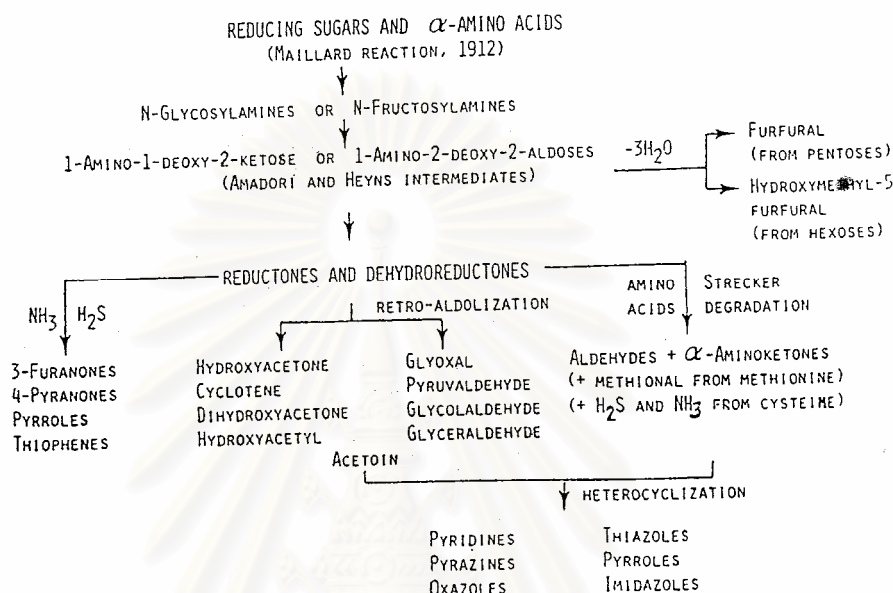 REDUCING SUGARS AND α-AMINO ACIDS
(MAILLARD REACTION, 1912)
N-GLYCOSYLAMINES OR N-FRUCTOSYLAMINES
1-AMINO-1-DEOXY-2-KETOSE OR 1-AMINO-2-DEOXY-2-ALDOSES
(AMADORI AND HEYNS INTERMEDIATES)
-3H₂O
FURFURAL
(FROM PENTOSES)
FURFURAL
(FROM HEXOSES)
REDUCTONES AND DEHYDROREDUCTONES
NH₃ H₂S
RETRO-ALDOLIZATION
AMINO STRECKER
ACIDS DEGRADATION
3-FURANONES
4-PYRANONES
PYRROLES
THIOPHENES
HYDROXYACETONE
CYCLOTENE
DIHYDROXYACETONE
HYDROXYACETYL
GLYOXAL
PYRUVALDEHYDE
GLYCOLALDEHYDE
GLYCERALDEHYDE
ACETOIN
ALDEHYDES + α-AMINOKETONES
(+ METHIONAL FROM METHIONINE)
(+ H₂S AND NH₃ FROM CYSTEIME)
HETEROCYCLIZATION
PYRIDINES
PYRAZINES
OXAZOLES
THIAZOLES
PYRROLES
IMIDAZOLES